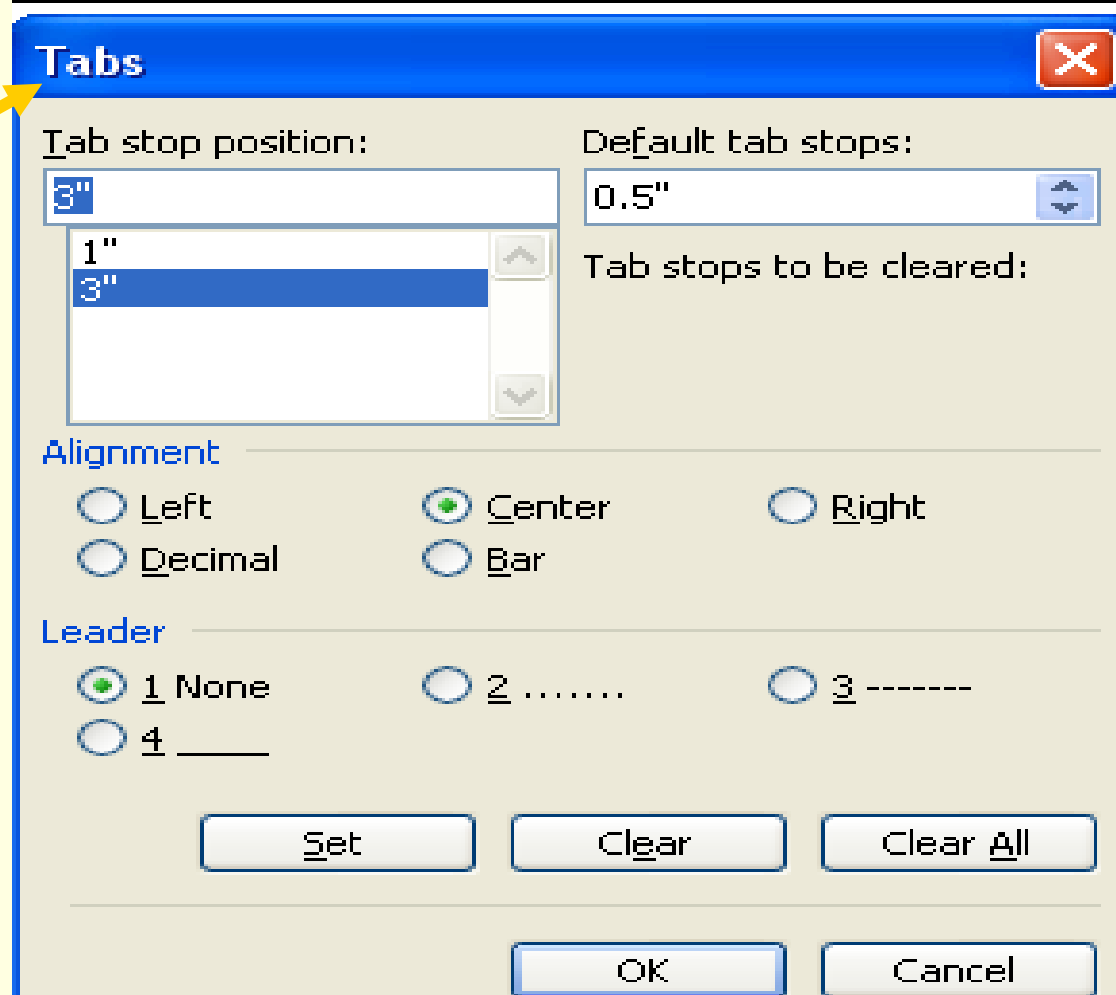 Tabs
Tab stop position: Default tab stops:
3" 0.5"
1" Tab stops to be cleared:
3"
Alignment
Left Center Right
Decimal Bar
Leader
1 None 2 ....... 3 -------
4 _____
Set Clear Clear All
OK Cancel